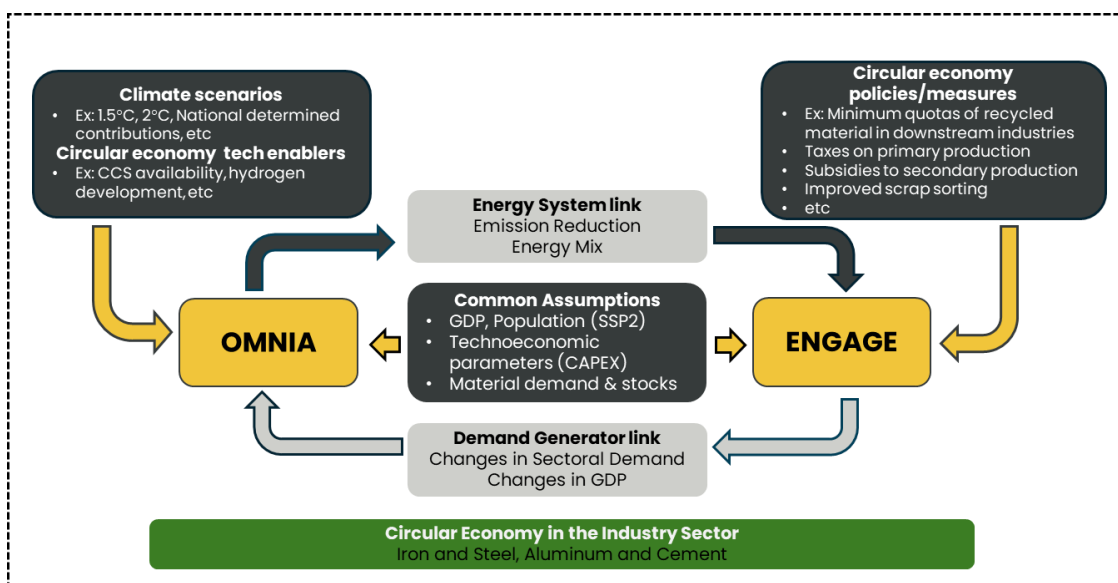 Climate scenarios
• Ex: 1.5°C, 2°C, National determined
contributions, etc
Circular economy tech enablers
• Ex: CCS availability, hydrogen
development, etc
Circular economy
policies/measures
• Ex: Minimum quotas of recycled
material in downstream industries
• Taxes on primary production
• Subsidies to secondary production
• Improved scrap sorting
• etc
Energy System link
Emission Reduction
Energy Mix
OMNIA
Common Assumptions
• GDP, Population (SSP2)
• Technoeconomic
parameters (CAPEX)
• Material demand & stocks
ENGAGE
Demand Generator link
Changes in Sectoral Demand
Changes in GDP
Circular Economy in the Industry Sector
Iron and Steel, Aluminum and Cement